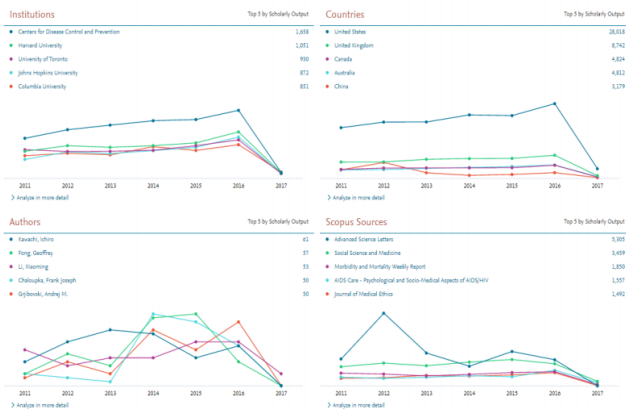 Institutions
Top 5 by Scholarly Output
Centers for Disease Control and Prevention 1,658
Harvard University 1,051
University of Toronto 930
Johns Hopkins University 872
Columbia University 851
2011 2012 2013 2014 2015 2016 2017
Analyze in more detail
Countries
Top 5 by Scholarly Output
United States 28,018
United Kingdom 8,742
Canada 4,824
Australia 4,812
China 3,179
2011 2012 2013 2014 2015 2016 2017
Analyze in more detail
Authors
Top 5 by Scholarly Output
Kawachi, Ichiro 61
Fong, Geoffrey 57
Li, Xiaoming 53
Chaloupka, Frank Joseph 50
Grjibovski, Andrej M. 50
2011 2012 2013 2014 2015 2016 2017
Analyze in more detail
Scopus Sources
Top 5 by Scholarly Output
Advanced Science Letters 5,305
Social Science and Medicine 3,459
Morbidity and Mortality Weekly Report 1,850
AIDS Care - Psychological and Socio-Medical Aspects of AIDS/HIV 1,557
Journal of Medical Ethics 1,492
2011 2012 2013 2014 2015 2016 2017
Analyze in more detail